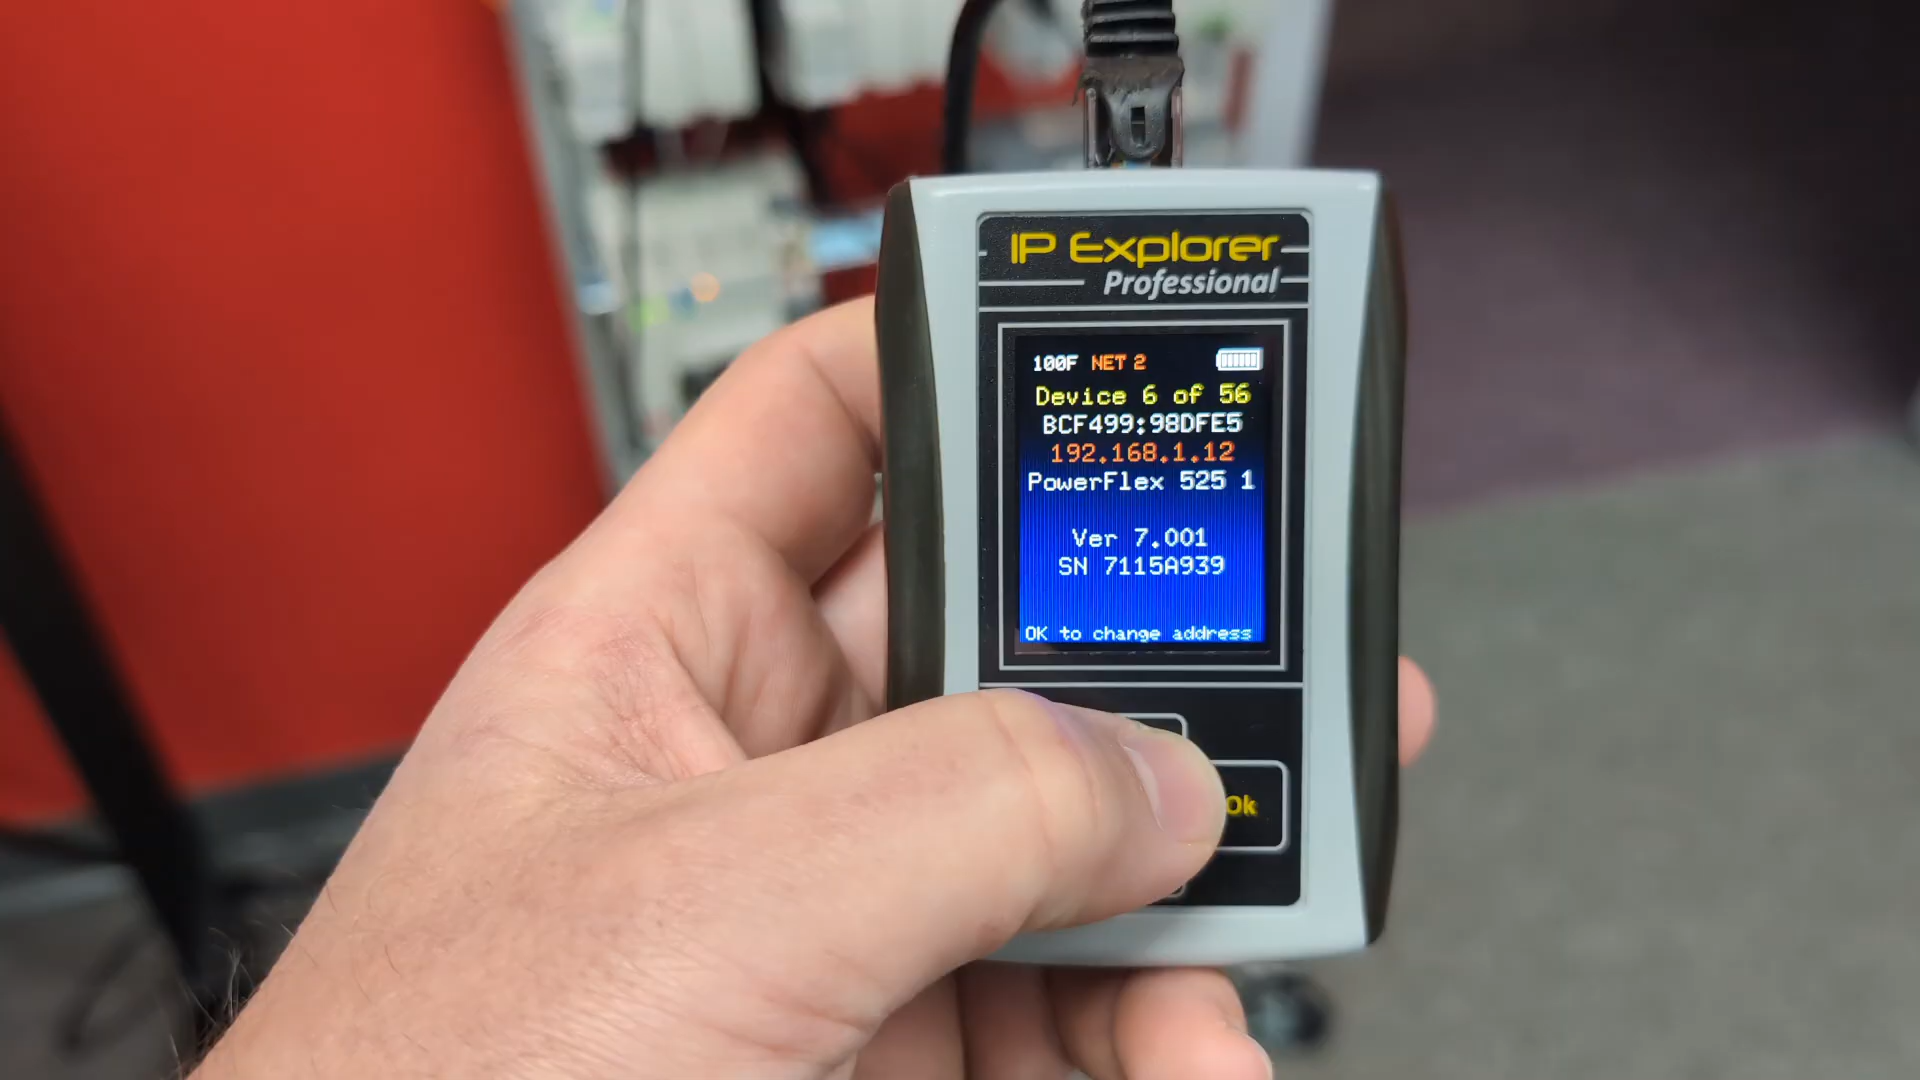 IP Explorer
Professional
100F NET 2
Device 6 of 56
BCF499:98DFE5
192.168.1.12
PowerFlex 525 1
Ver 7.001
SN 7115A939
OK to change address
Ok